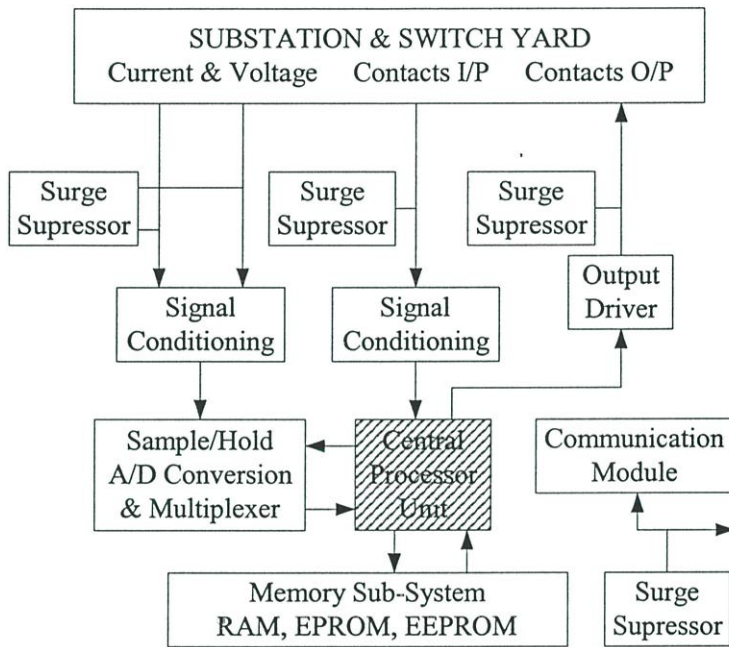 SUBSTATION & SWITCH YARD
Current & Voltage Contacts I/P Contacts O/P
Surge
Supressor
Surge
Supressor
Surge
Supressor
Output
Driver
Signal
Conditioning
Signal
Conditioning
Sample/Hold
A/D Conversion
& Multiplexer
Central
Processor
Unit
Communication
Module
Memory Sub-System
RAM, EPROM, EEPROM
Surge
Supressor